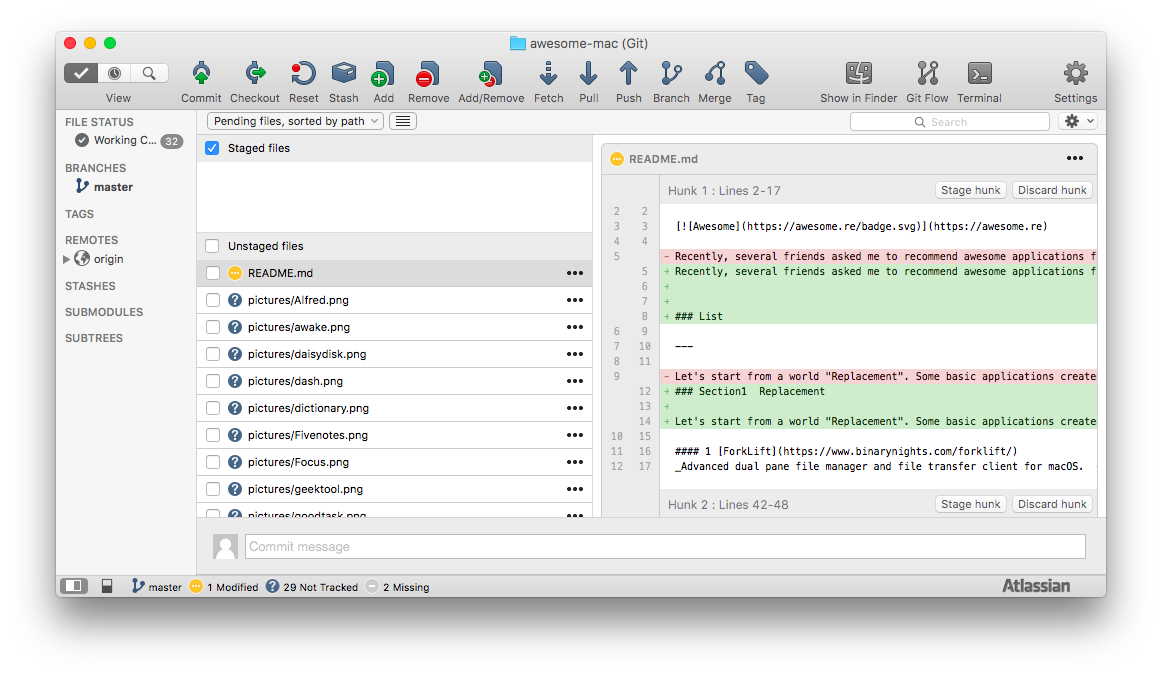 awesome-mac (Git)
View Commit Checkout Reset Stash Add Remove Add/Remove Fetch Pull Push Branch Merge Tag Show in Finder Git Flow Terminal Settings
FILE STATUS
Working C... 32
BRANCHES
master
TAGS
REMOTES
origin
STASHES
SUBMODULES
SUBTREES
Pending files, sorted by path
Search
Staged files
Unstaged files
README.md
pictures/Alfred.png
pictures/awake.png
pictures/daisydisk.png
pictures/dash.png
pictures/dictionary.png
pictures/Fivenotes.png
pictures/Focus.png
pictures/geektool.png
pictures/goodtask.png
README.md
Hunk 1 : Lines 2-17 Stage hunk Discard hunk
2 2
3 3 [![Awesome](https://awesome.re/badge.svg)](https://awesome.re)
4 4
5 - Recently, several friends asked me to recommend awesome applications f
5 + Recently, several friends asked me to recommend awesome applications f
6 +
7 +
8 + ### List
6 9
7 10 ---
8 11
9 - Let's start from a world "Replacement". Some basic applications create
12 + ### Section1  Replacement
13 +
14 + Let's start from a world "Replacement". Some basic applications create
10 15
11 16 #### 1 [ForkLift](https://www.binarynights.com/forklift/)
12 17 _Advanced dual pane file manager and file transfer client for macOS.
Hunk 2 : Lines 42-48 Stage hunk Discard hunk
Commit message
master 1 Modified 29 Not Tracked 2 Missing Atlassian